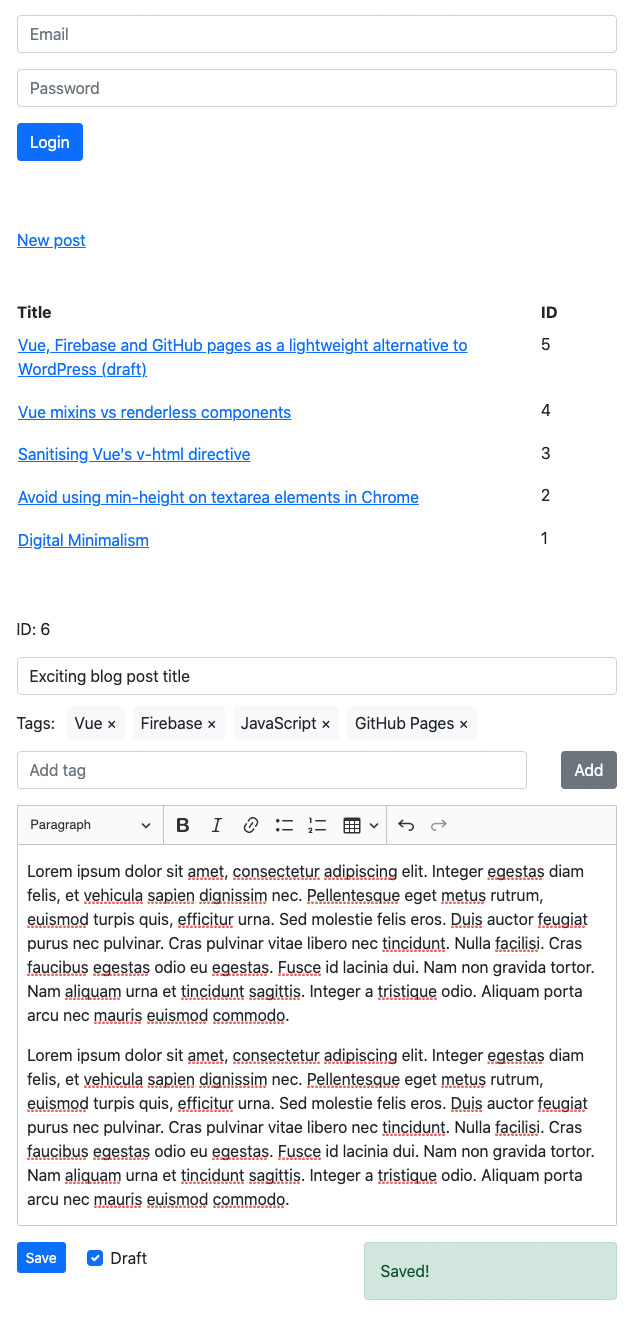 Email
Password
Login
New post
Title ID
Vue, Firebase and GitHub pages as a lightweight alternative to 5
WordPress (draft)
Vue mixins vs renderless components 4
Sanitising Vue's v-html directive 3
Avoid using min-height on textarea elements in Chrome 2
Digital Minimalism 1
ID: 6
Exciting blog post title
Tags: Vue × Firebase × JavaScript × GitHub Pages ×
Add tag Add
Paragraph B I
Lorem ipsum dolor sit amet, consectetur adipiscing elit. Integer egestas diam
felis, et vehicula sapien dignissim nec. Pellentesque eget metus rutrum,
euismod turpis quis, efficitur urna. Sed molestie felis eros. Duis auctor feugiat
purus nec pulvinar. Cras pulvinar vitae libero nec tincidunt. Nulla facilisi. Cras
faucibus egestas odio eu egestas. Fusce id lacinia dui. Nam non gravida tortor.
Nam aliquam urna et tincidunt sagittis. Integer a tristique odio. Aliquam porta
arcu nec mauris euismod commodo.
Lorem ipsum dolor sit amet, consectetur adipiscing elit. Integer egestas diam
felis, et vehicula sapien dignissim nec. Pellentesque eget metus rutrum,
euismod turpis quis, efficitur urna. Sed molestie felis eros. Duis auctor feugiat
purus nec pulvinar. Cras pulvinar vitae libero nec tincidunt. Nulla facilisi. Cras
faucibus egestas odio eu egestas. Fusce id lacinia dui. Nam non gravida tortor.
Nam aliquam urna et tincidunt sagittis. Integer a tristique odio. Aliquam porta
arcu nec mauris euismod commodo.
Save Draft Saved!